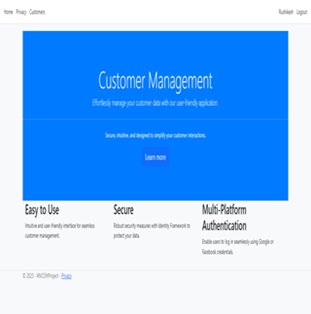 Home Privacy Customers Rushikesh Logout
Customer Management
Effortlessly manage your customer data with our user-friendly application.
Secure, intuitive, and designed to simplify your customer interactions.
Learn more
Easy to Use
Intuitive and user-friendly interface for seamless
customer management.
Secure
Robust security measures with Identity Framework to
protect your data.
Multi-Platform
Authentication
Enable users to log in seamlessly using Google or
Facebook credentials.
© 2023 - Privacy